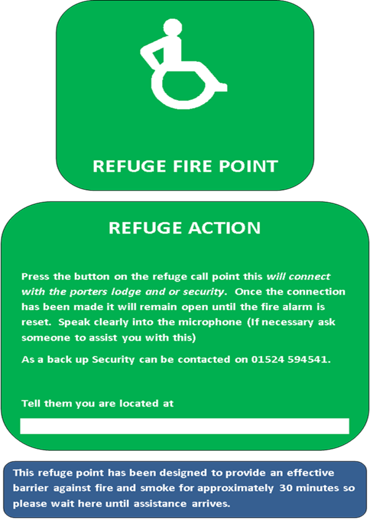 REFUGE FIRE POINT
REFUGE ACTION
Press the button on the refuge call point this will connect
with the porters lodge and or security. Once the connection
has been made it will remain open until the fire alarm is
reset. Speak clearly into the microphone (If necessary ask
someone to assist you with this)
As a back up Security can be contacted on 01524 594541.
Tell them you are located at
This refuge point has been designed to provide an effective
barrier against fire and smoke for approximately 30 minutes so
please wait here until assistance arrives.